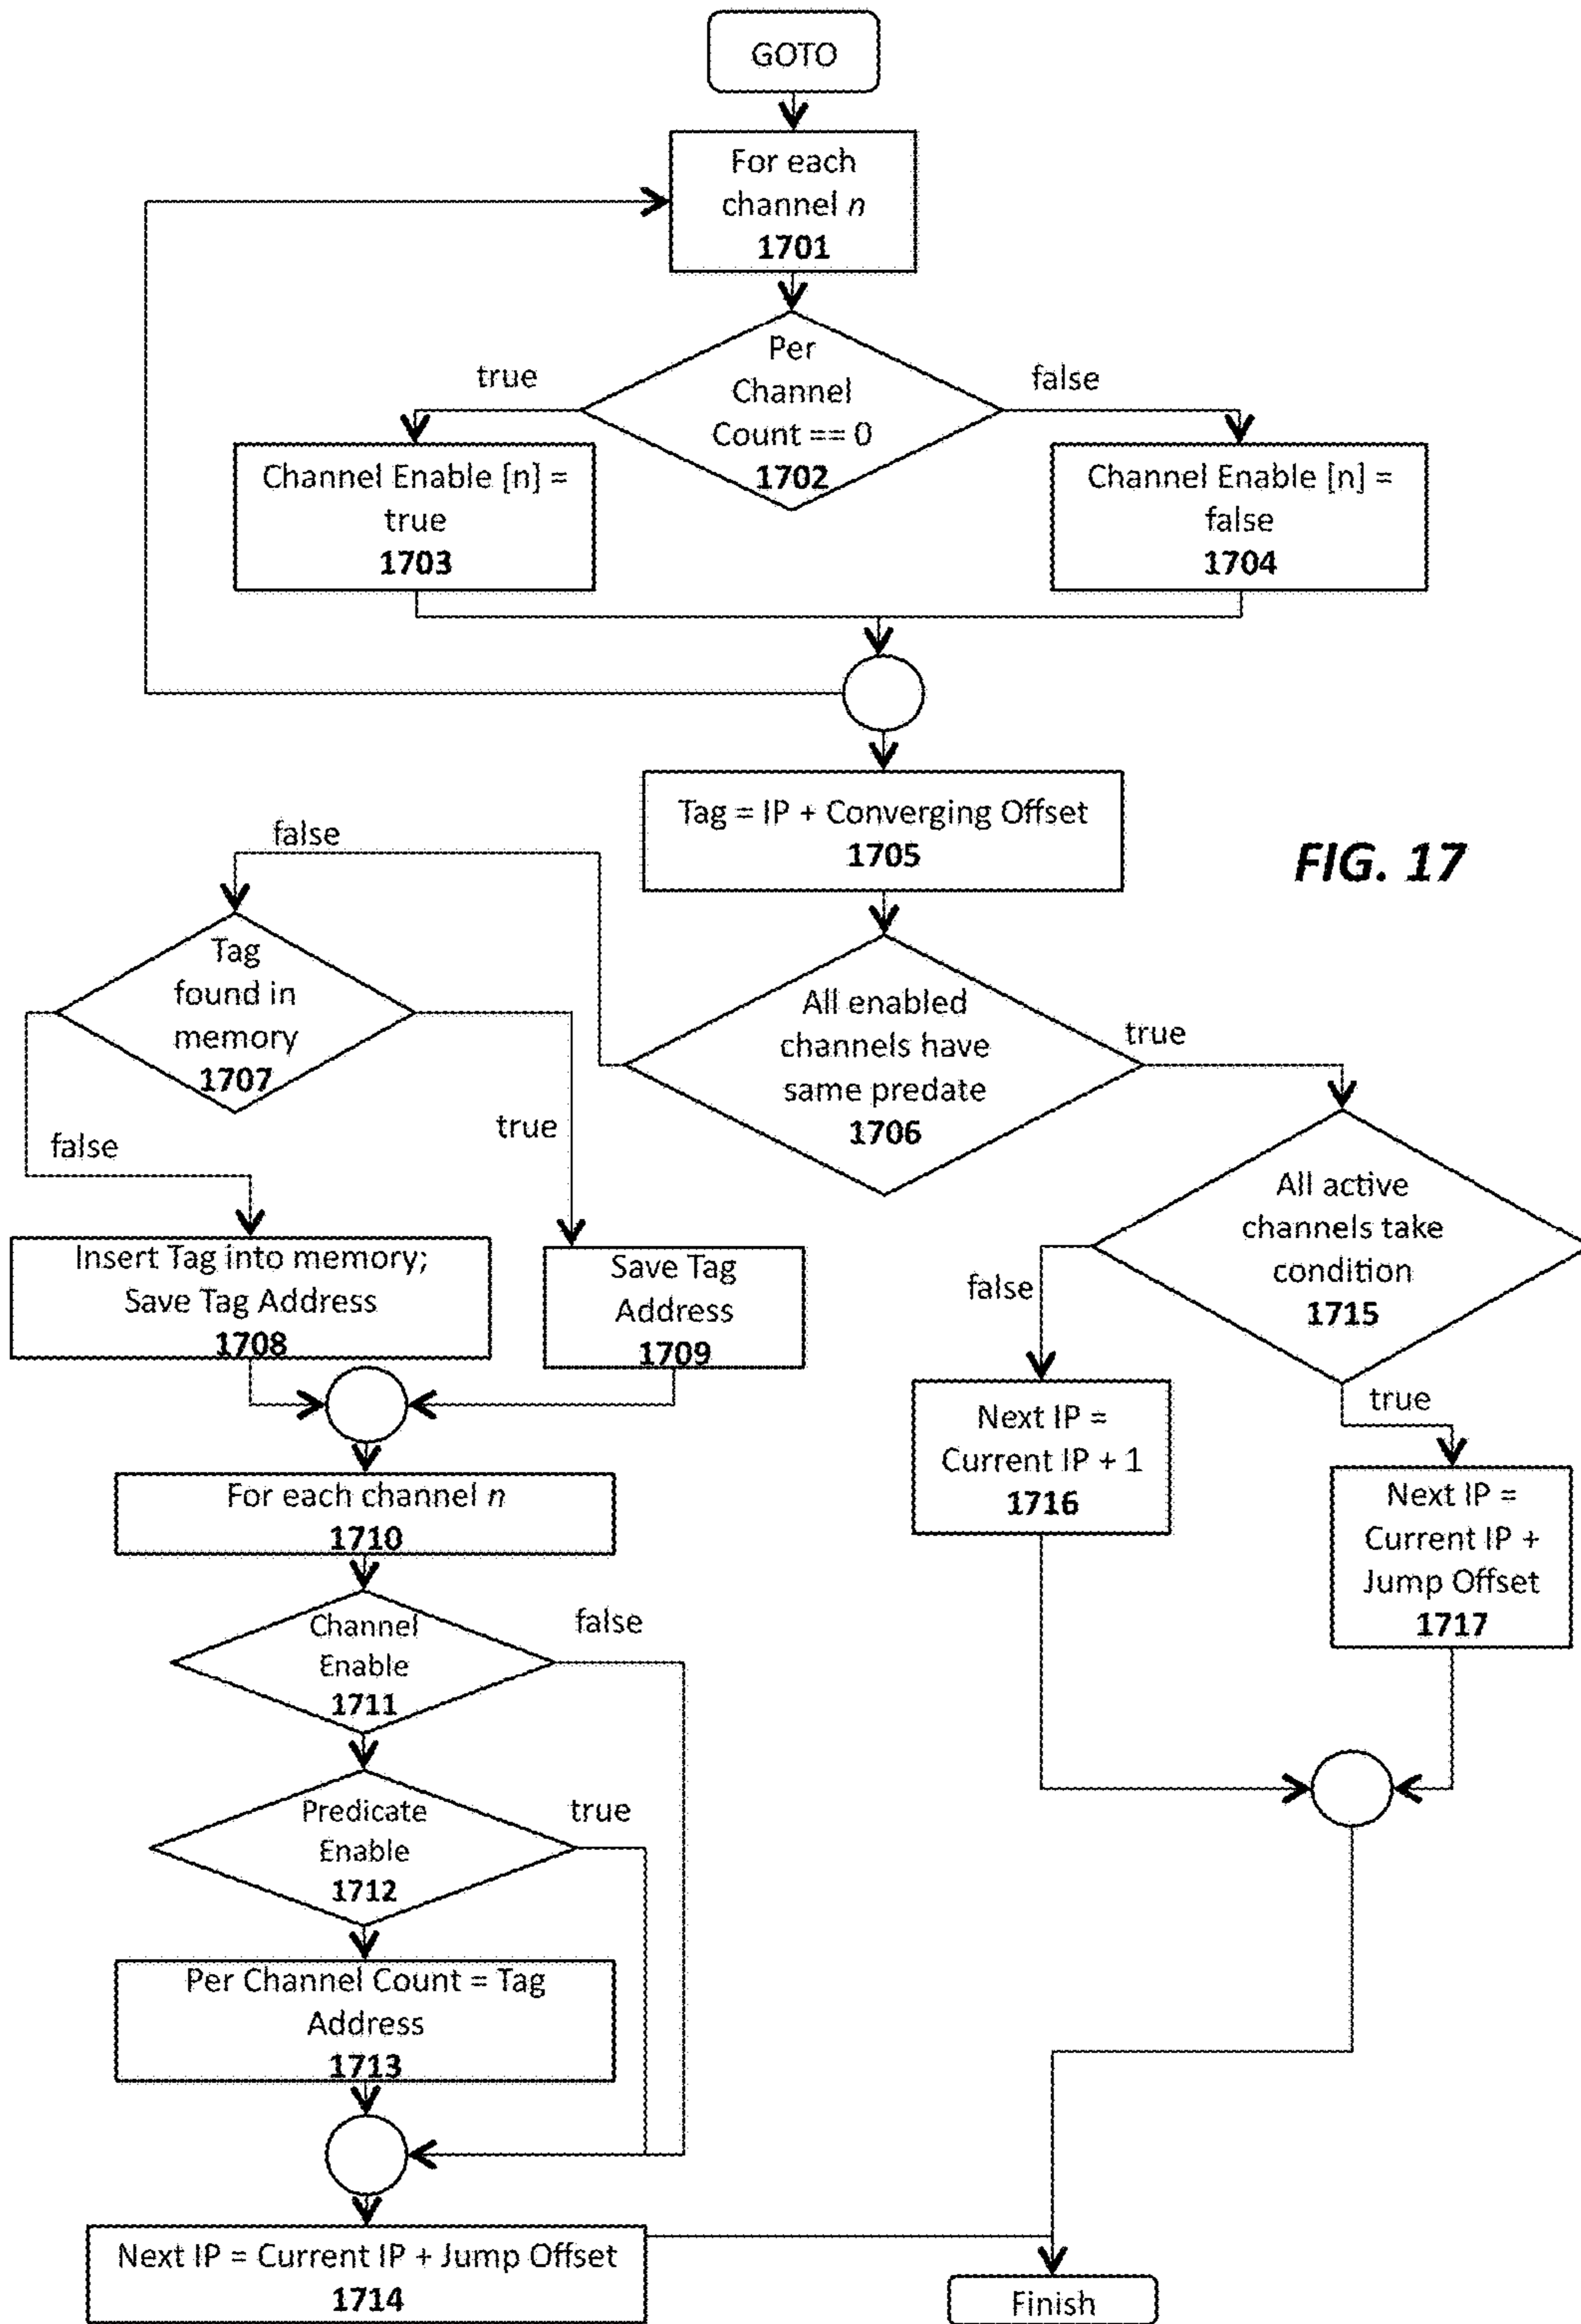 GOTO
For each
channel n
1701
Per
Channel
Count == 0
1702
true
false
Channel Enable [n] =
true
1703
Channel Enable [n] =
false
1704
Tag = IP + Converging Offset
1705
FIG. 17
false
Tag
found in
memory
1707
All enabled
channels have
same predate
1706
true
false
true
Insert Tag into memory;
Save Tag Address
1708
Save Tag
Address
1709
All active
channels take
condition
1715
false
true
Next IP =
Current IP + 1
1716
Next IP =
Current IP +
Jump Offset
1717
For each channel n
1710
Channel
Enable
1711
false
Predicate
Enable
1712
true
Per Channel Count = Tag
Address
1713
Next IP = Current IP + Jump Offset
1714
Finish